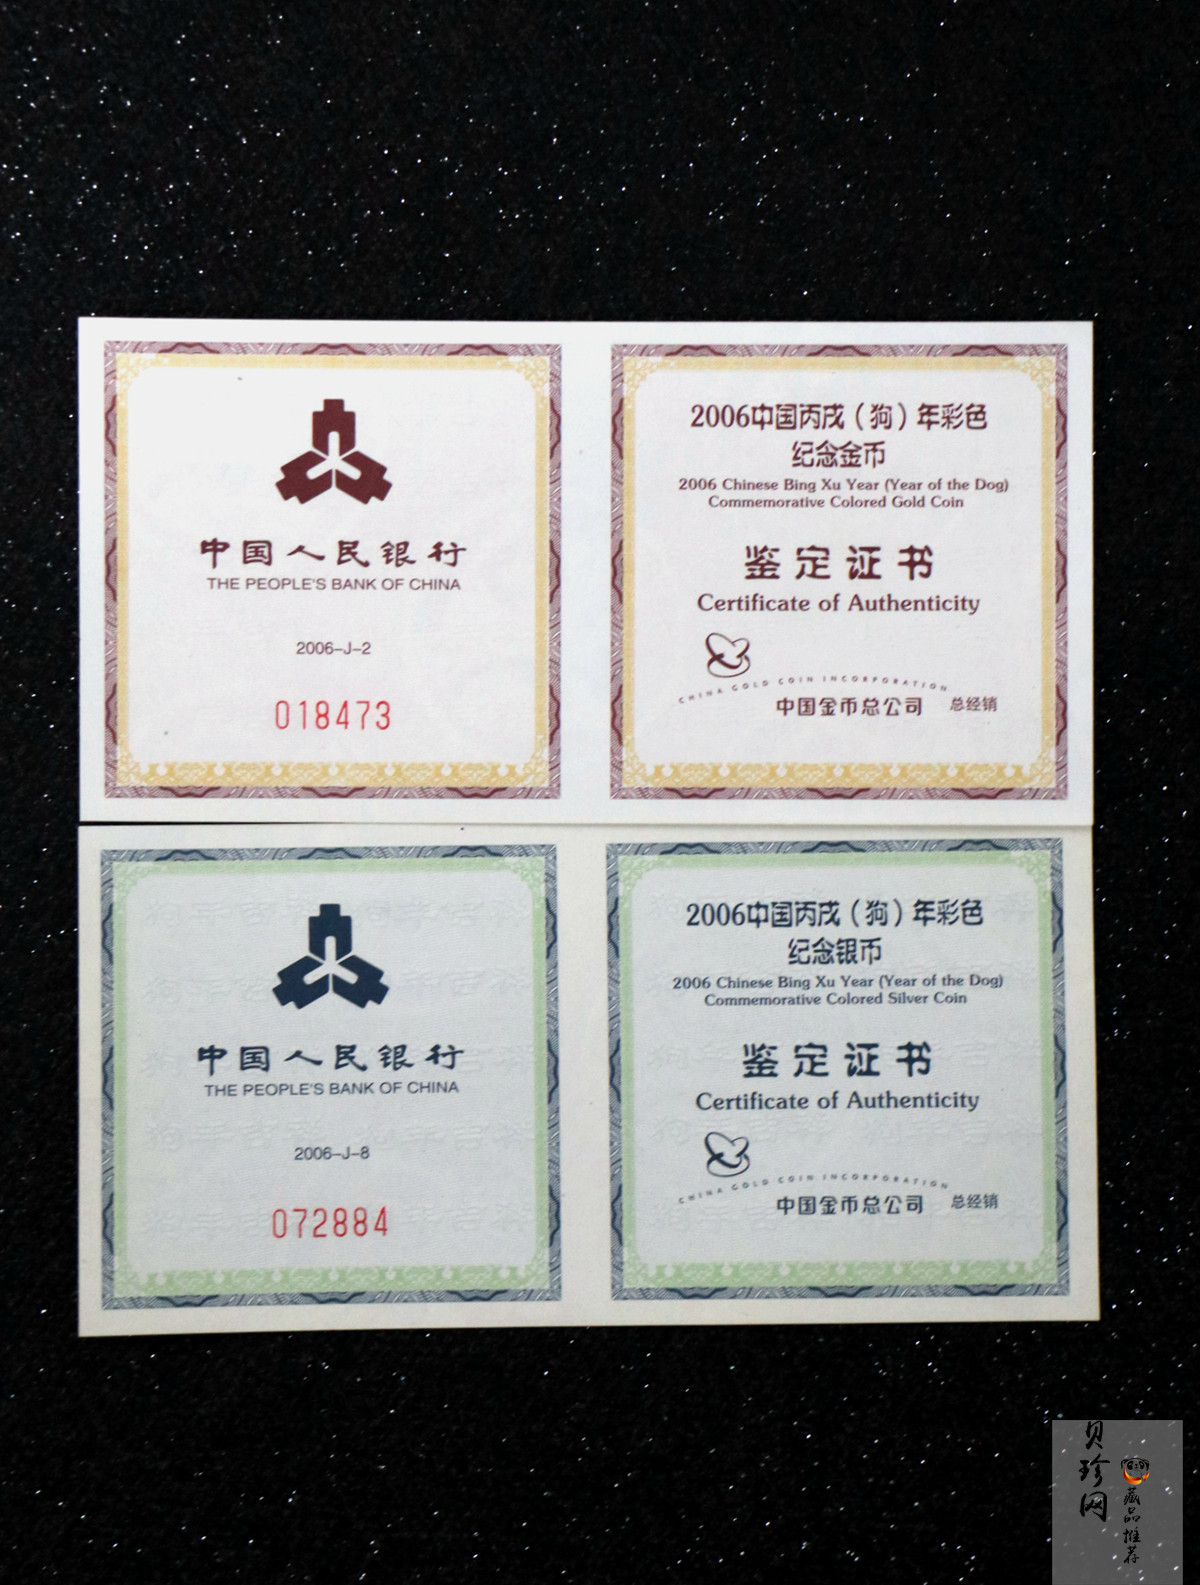 中国人民银行
THE PEOPLE'S BANK OF CHINA
2006-J-2
018473
2006中国丙戌（狗）年彩色
纪念金币
2006 Chinese Bing Xu Year (Year of the Dog)
Commemorative Colored Gold Coin
鉴定证书
Certificate of Authenticity
CHINA GOLD COIN INCORPORATION
中国金币总公司 总经销
中国人民银行
THE PEOPLE'S BANK OF CHINA
2006-J-8
072884
2006中国丙戌（狗）年彩色
纪念银币
2006 Chinese Bing Xu Year (Year of the Dog)
Commemorative Colored Silver Coin
鉴定证书
Certificate of Authenticity
CHINA GOLD COIN INCORPORATION
中国金币总公司 总经销
贝珍网
藏品推荐